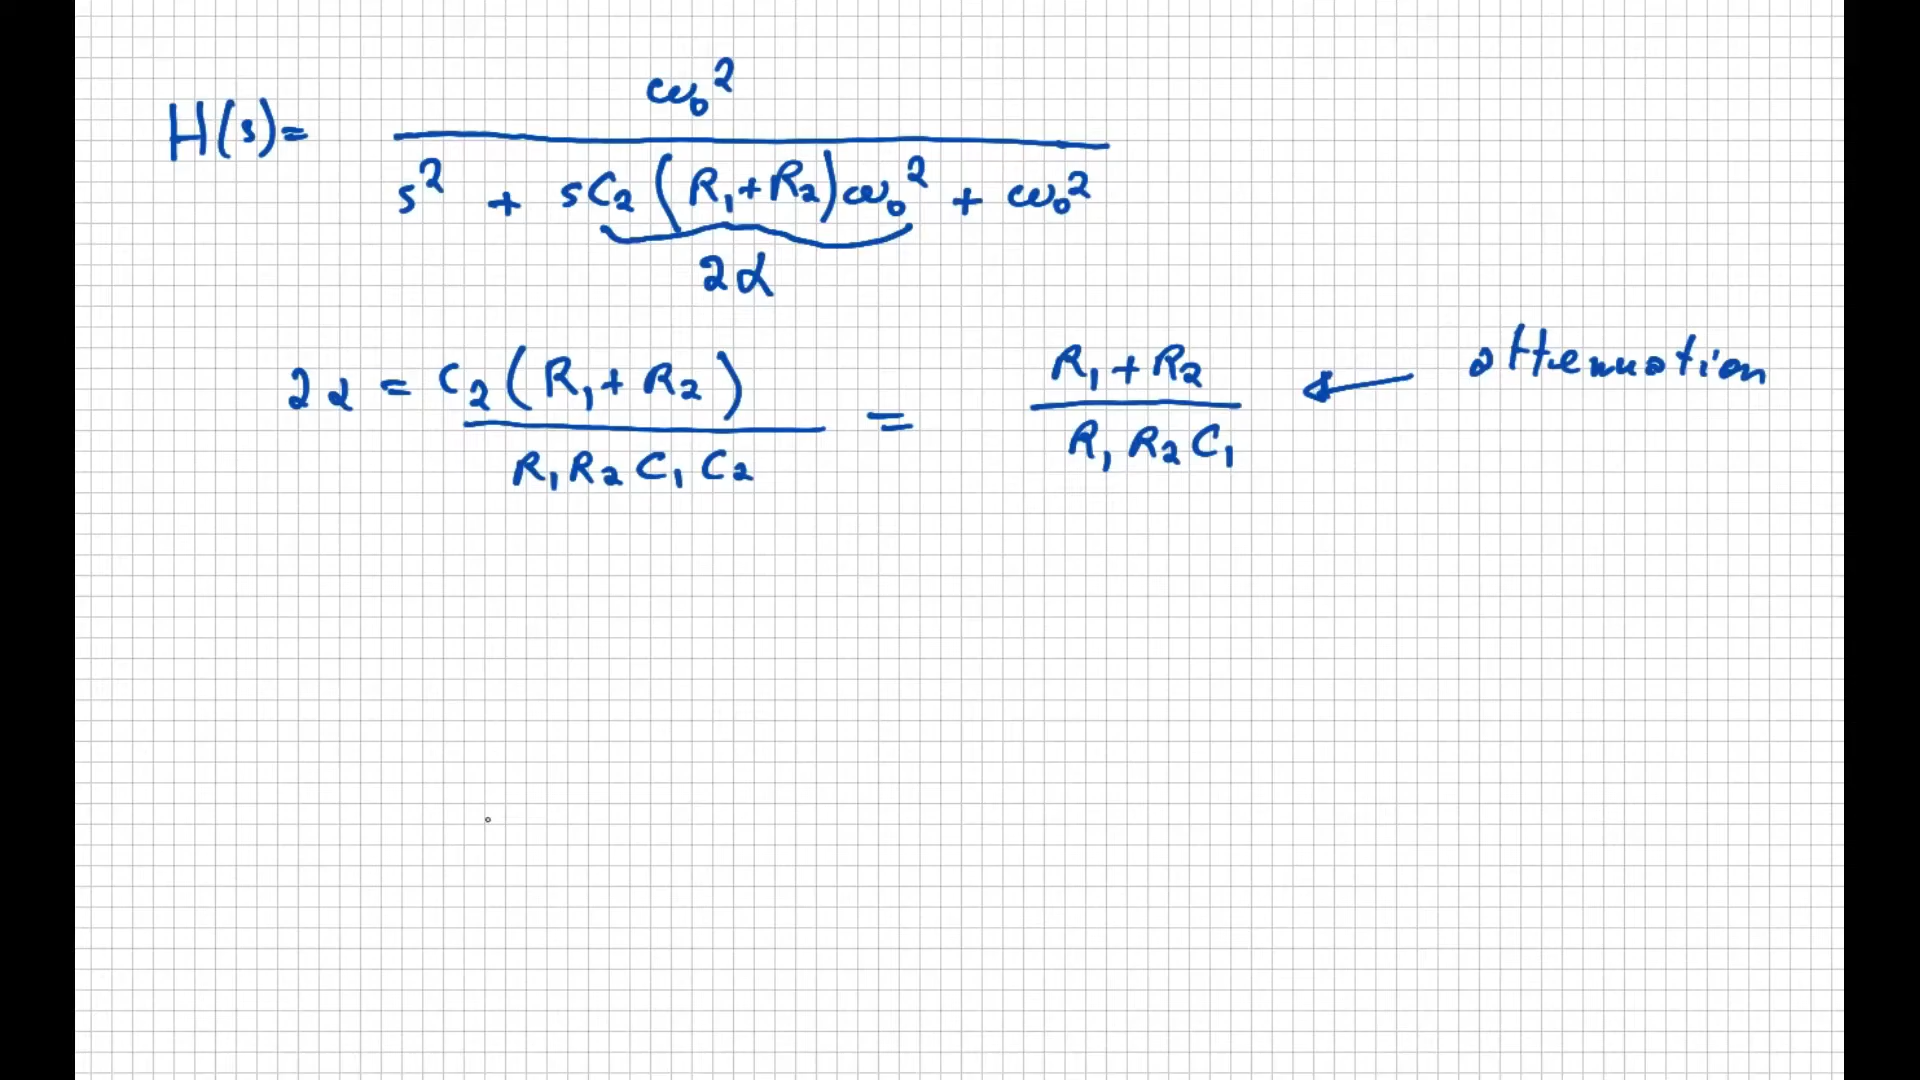 H(s) = ω₀² / (s² + sC₂(R₁+R₂)ω₀² + ω₀²)
2α
2α = C₂(R₁+R₂) / (R₁R₂C₁C₂) = (R₁+R₂) / (R₁R₂C₁) ← attenuation